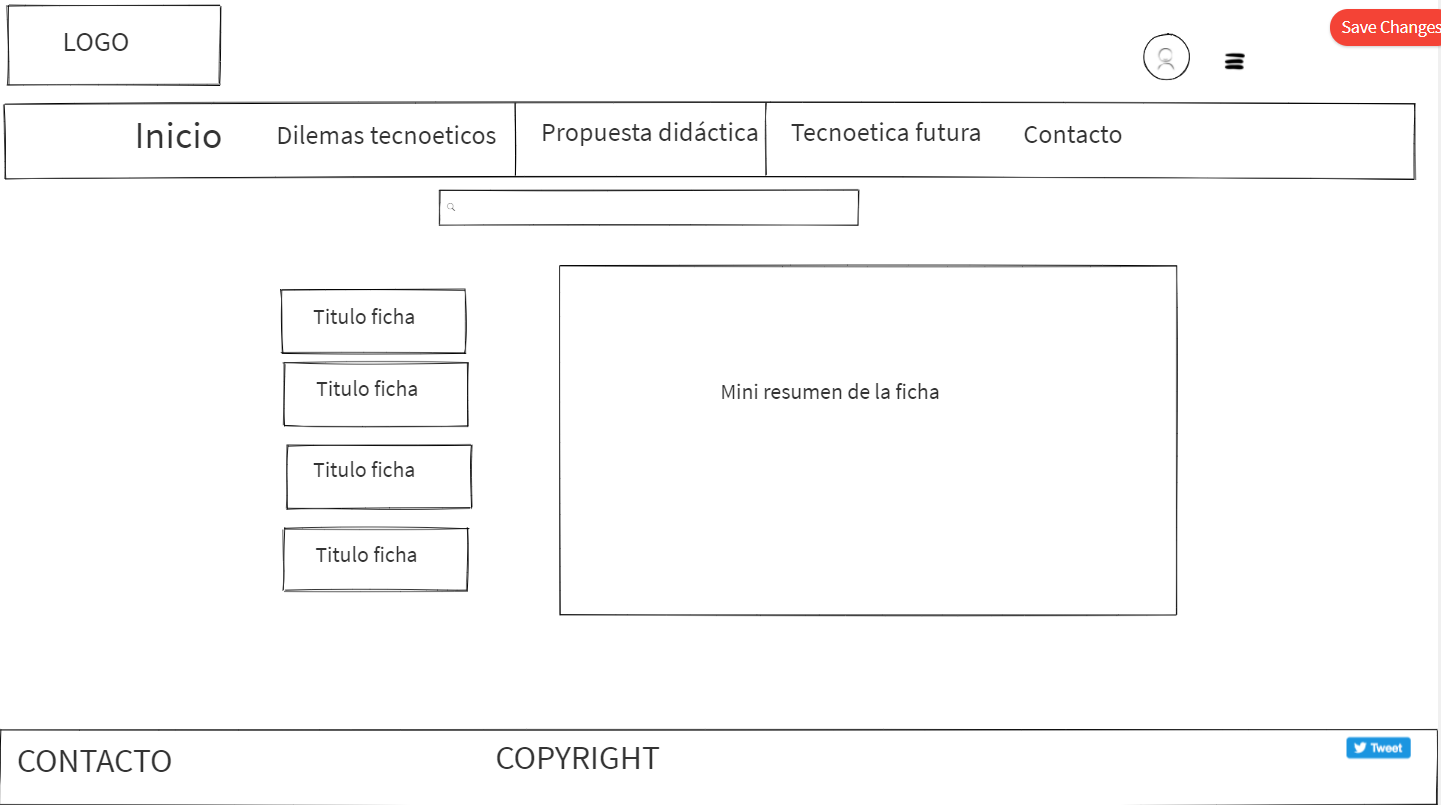 LOGO
Save Changes
Inicio
Dilemas tecnoeticos
Propuesta didáctica
Tecnoetica futura
Contacto
Titulo ficha
Titulo ficha
Titulo ficha
Titulo ficha
Mini resumen de la ficha
CONTACTO
COPYRIGHT
Tweet